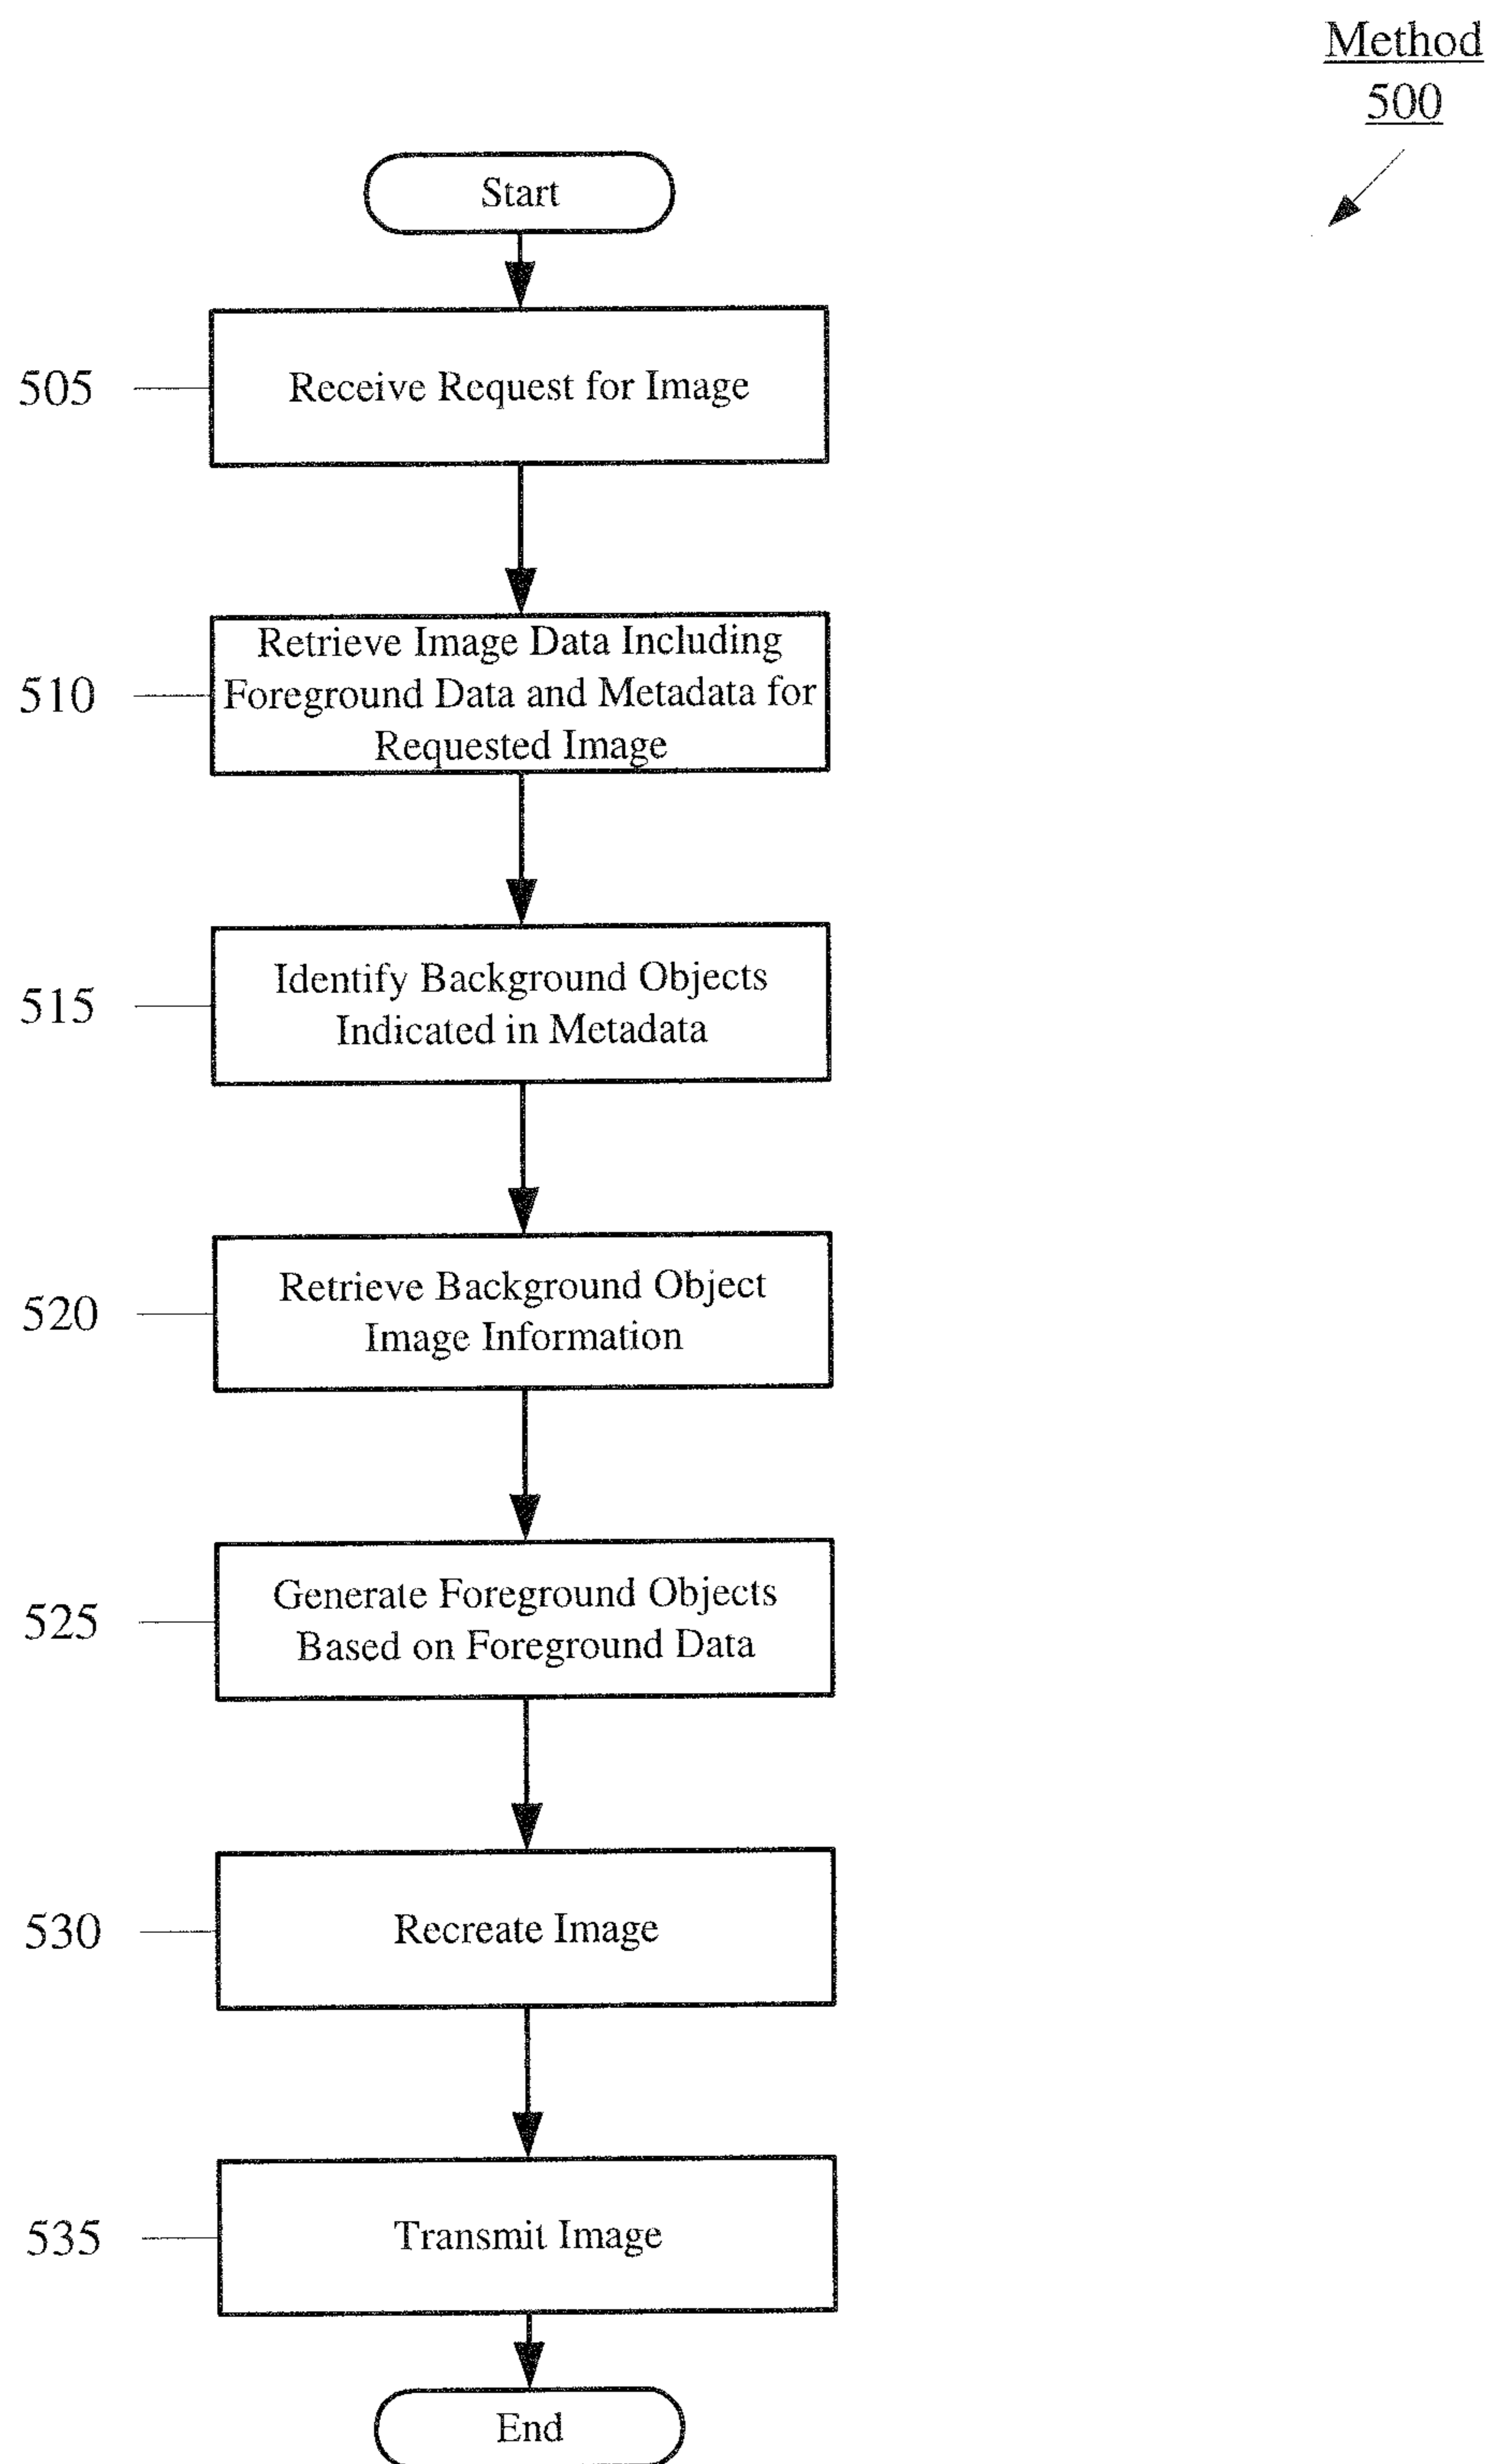 Method
500
Start
505
Receive Request for Image
510
Retrieve Image Data Including
Foreground Data and Metadata for
Requested Image
515
Identify Background Objects
Indicated in Metadata
520
Retrieve Background Object
Image Information
525
Generate Foreground Objects
Based on Foreground Data
530
Recreate Image
535
Transmit Image
End